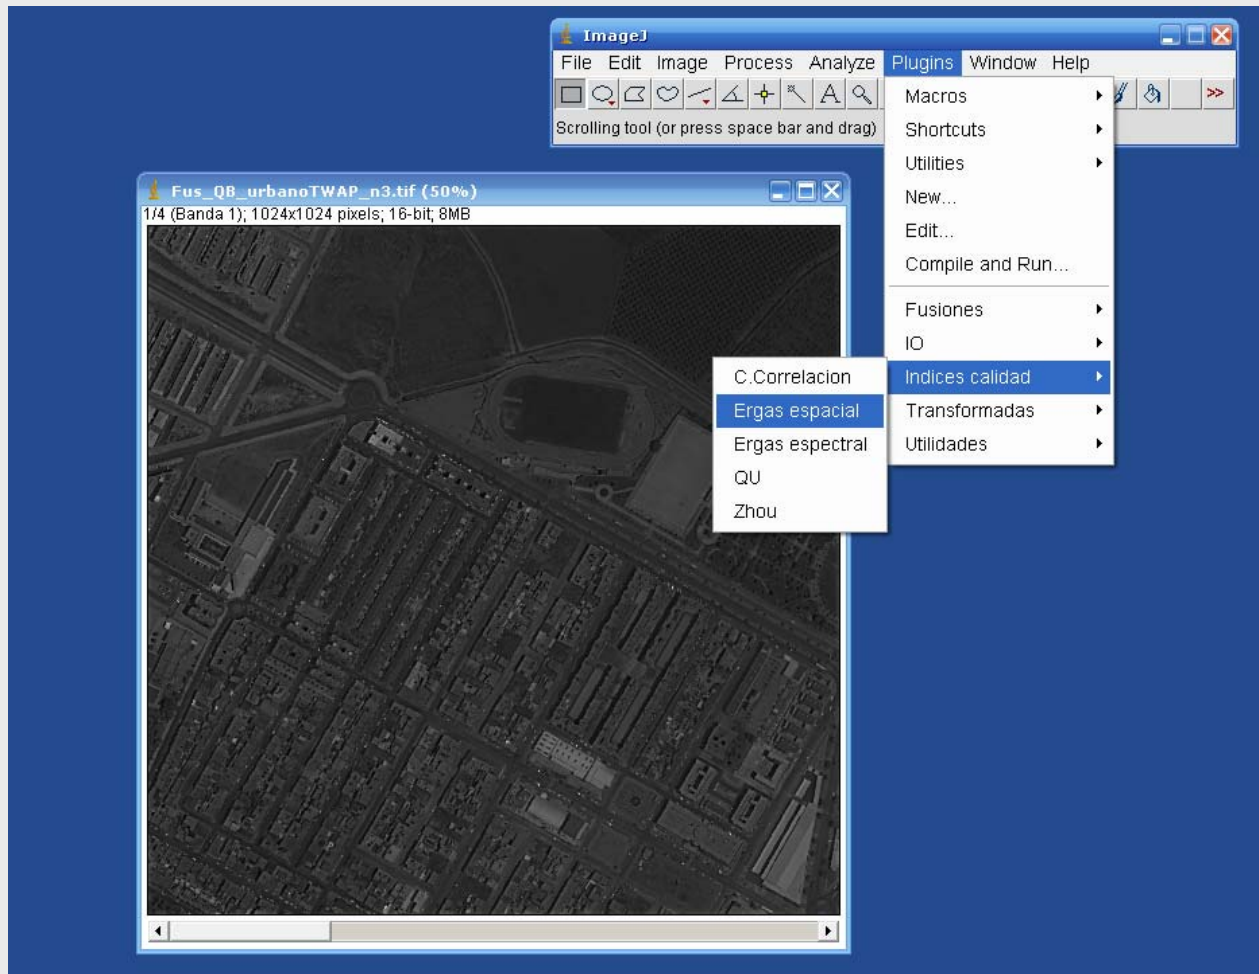 ImageJ
File Edit Image Process Analyze Plugins Window Help
A
>>
Scrolling tool (or press space bar and drag)
Macros
Shortcuts
Utilities
New...
Edit...
Compile and Run...
Fusiones
IO
Indices calidad
Transformadas
Utilidades
C.Correlacion
Ergas espacial
Ergas espectral
QU
Zhou
Fus_QB_urbanoTWAP_n3.tif (50%)
1/4 (Banda 1); 1024x1024 pixels; 16-bit; 8MB